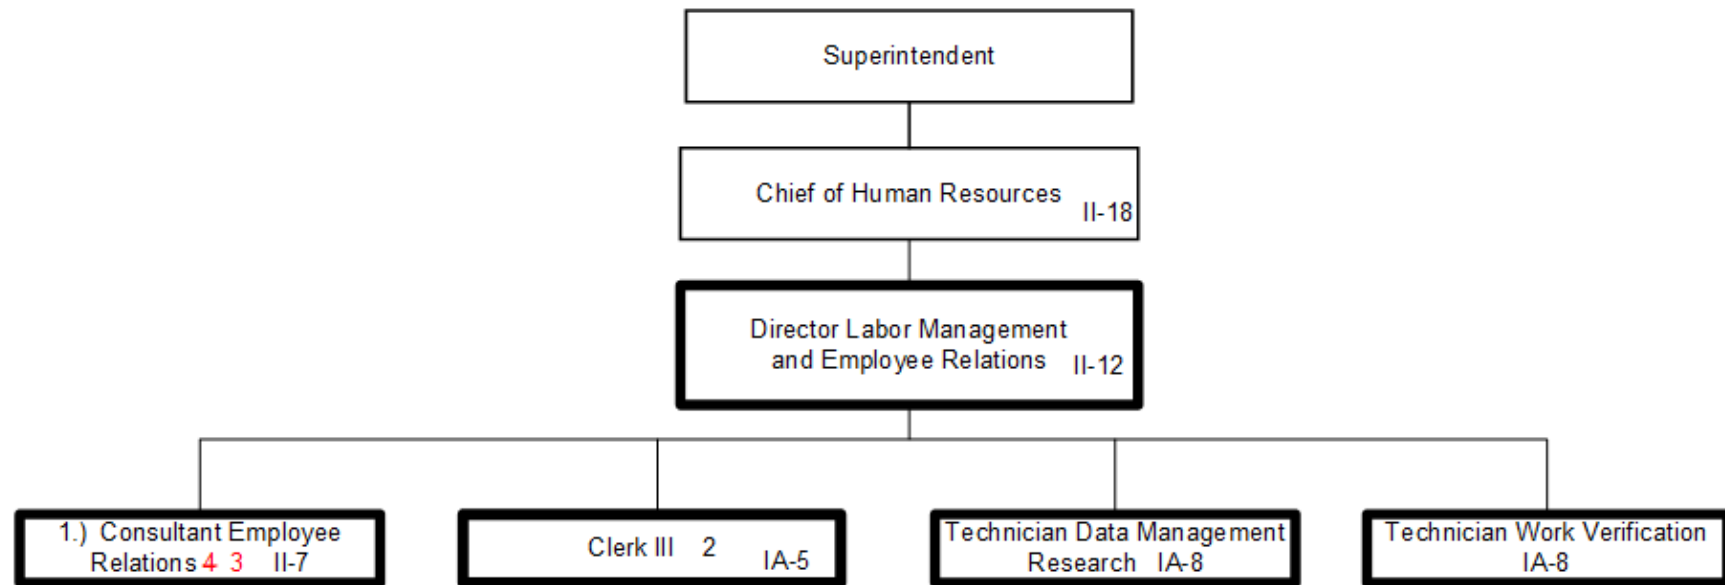 Superintendent
Chief of Human Resources
II-18
Director Labor Management
and Employee Relations II-12
1.) Consultant Employee
Relations 4 3 II-7
Clerk III 2
IA-5
Technician Data Management
Research IA-8
Technician Work Verification
IA-8